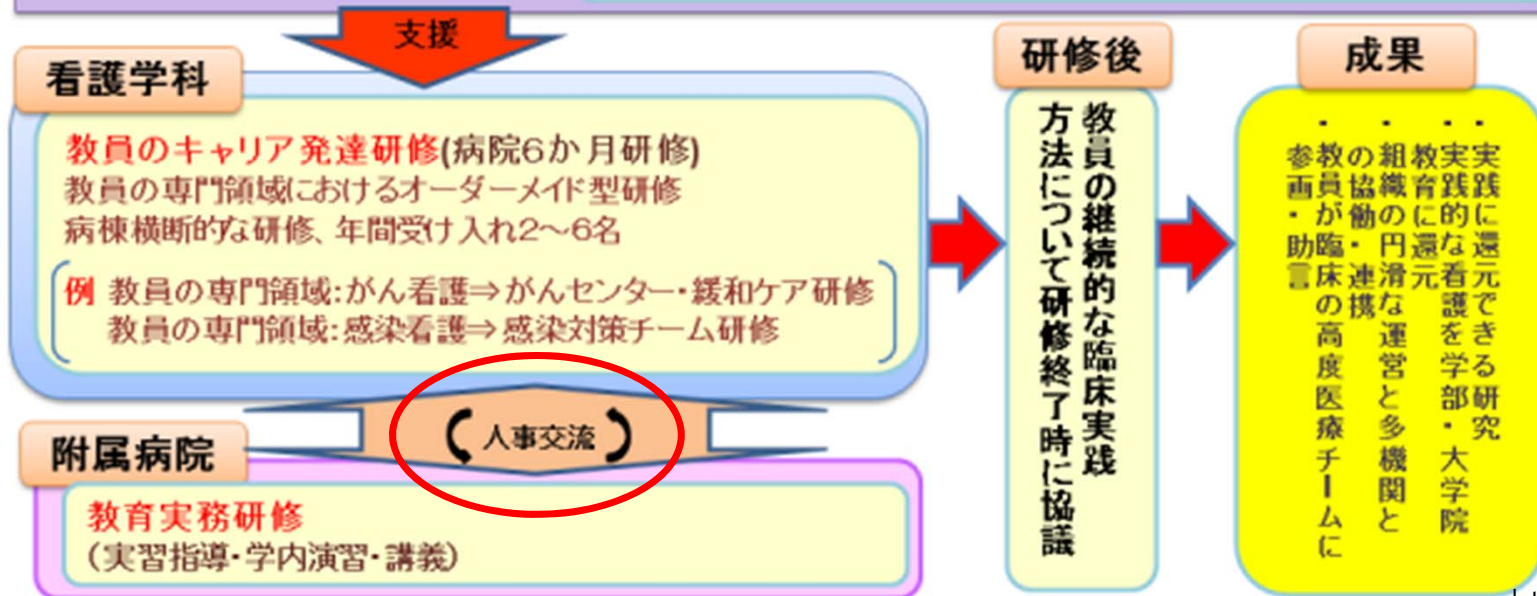 支援
看護学科
教員のキャリア発達研修(病院6か月研修)
教員の専門領域におけるオーダーメイド型研修
病棟横断的な研修、年間受け入れ2〜6名
例 教員の専門領域:がん看護⇒がんセンター・緩和ケア研修
教員の専門領域:感染看護⇒感染対策チーム研修
人事交流
附属病院
教育実務研修
(実習指導・学内演習・講義)
研修後
教員の継続的な臨床実践
方法について研修終了時に協議
成果
・実践に還元できる研究
・実践的な看護を学部・大学院
教育に還元
・組織の円滑な運営と多機関と
の協働・連携
・教員が臨床の高度医療チームに
参画・助言